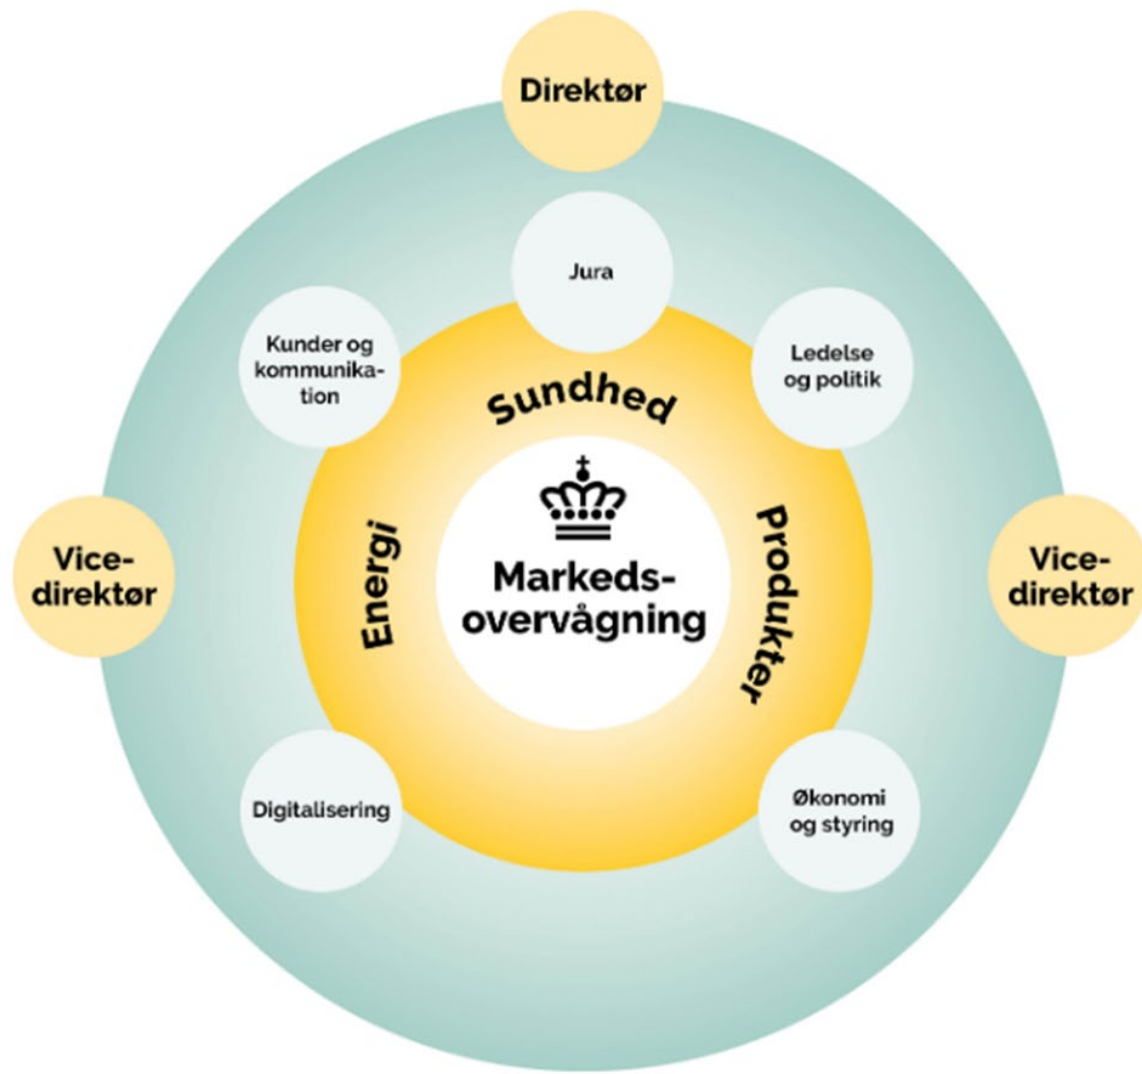 Direktør
Jura
Kunder og
kommunika-
tion
Ledelse
og politik
Sundhed
Vice-
direktør
Energi
Markeds-
overvågning
Produkter
Vice-
direktør
Digitalisering
Økonomi
og styring